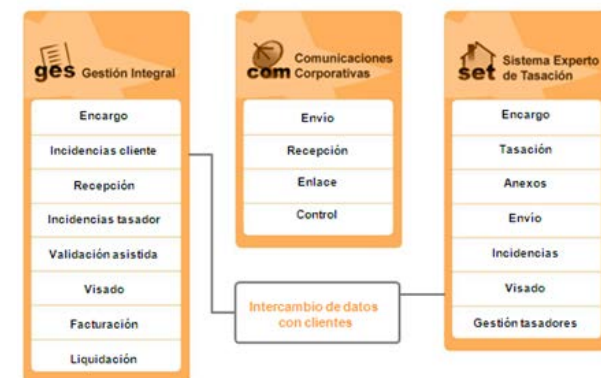 ges Gestión Integral
Encargo
Incidencias cliente
Recepción
Incidencias tasador
Validación asistida
Visado
Facturación
Liquidación
com Comunicaciones
Corporativas
Envío
Recepción
Enlace
Control
Intercambio de datos
con clientes
set Sistema Experto
de Tasación
Encargo
Tasación
Anexos
Envío
Incidencias
Visado
Gestión tasadores